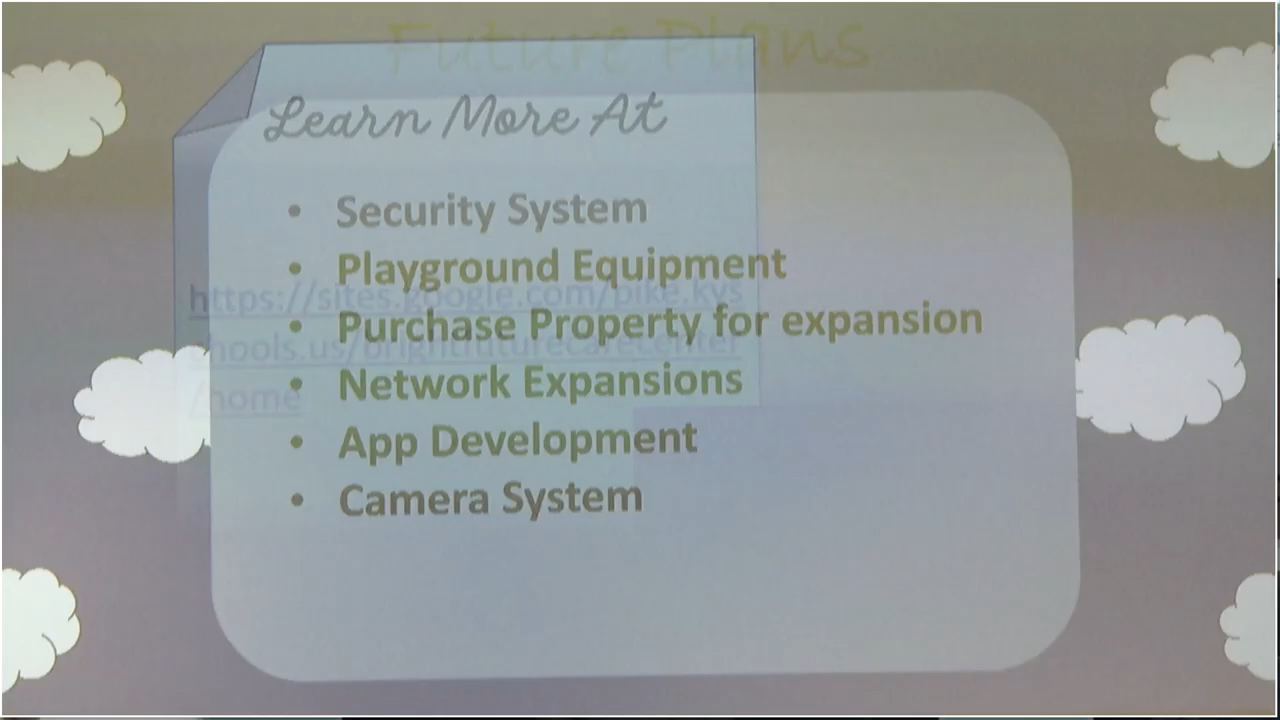 Future Plans
Learn More At
• Security System
• Playground Equipment
https://sites.google.com/pike.kys
• Purchase Property for expansion
chools.us/brightfuturecarecenter
• Network Expansions
/home
• App Development
• Camera System